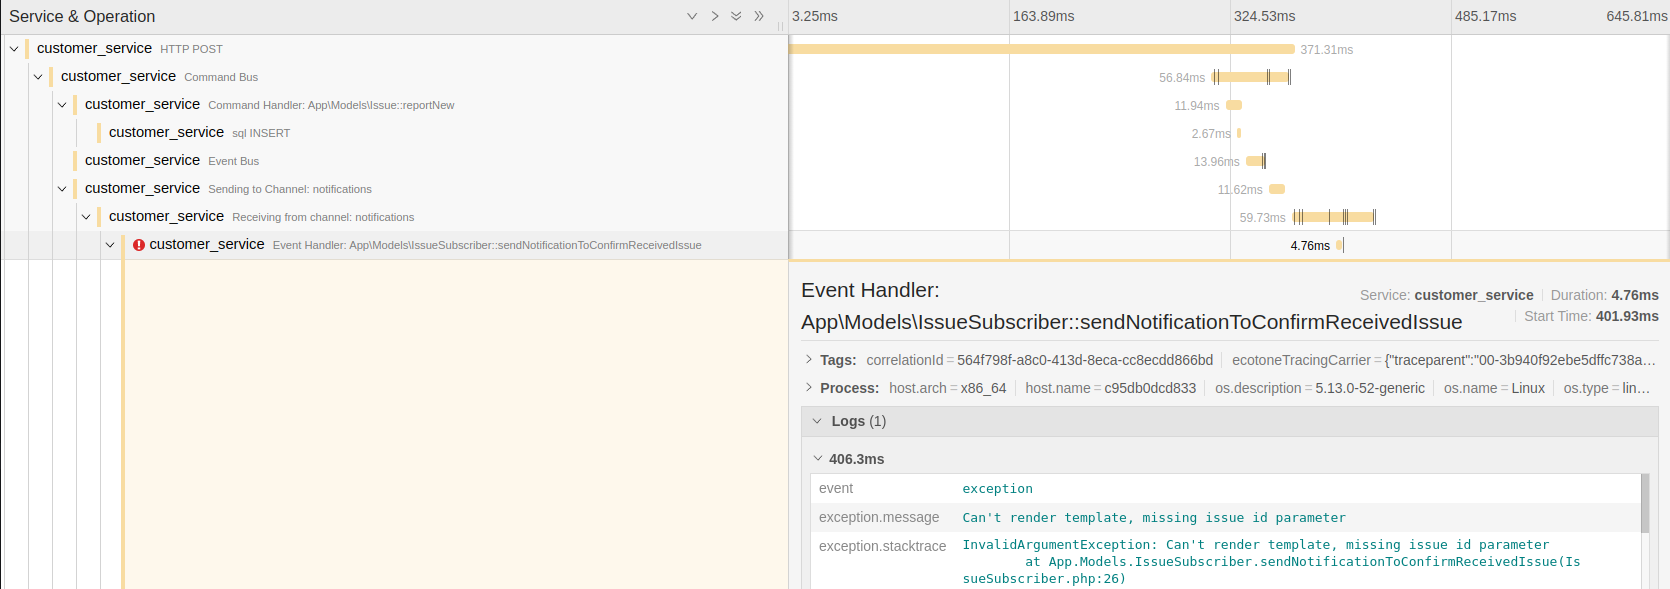 Service & Operation
3.25ms 163.89ms 324.53ms 485.17ms 645.81ms
customer_service HTTP POST 371.31ms
customer_service Command Bus 56.84ms
customer_service Command Handler: App\Models\Issue::reportNew 11.94ms
customer_service sql INSERT 2.67ms
customer_service Event Bus 13.96ms
customer_service Sending to Channel: notifications 11.62ms
customer_service Receiving from channel: notifications 59.73ms
customer_service Event Handler: App\Models\IssueSubscriber::sendNotificationToConfirmReceivedIssue 4.76ms
Event Handler:
App\Models\IssueSubscriber::sendNotificationToConfirmReceivedIssue
Service: customer_service Duration: 4.76ms
Start Time: 401.93ms
Tags: correlationId = 564f798f-a8c0-413d-8eca-cc8ecdd866bd ecotoneTracingCarrier = {"traceparent":"00-3b940f92ebe5dffc738a…
Process: host.arch = x86_64 host.name = c95db0dcd833 os.description = 5.13.0-52-generic os.name = Linux os.type = lin…
Logs (1)
406.3ms
event exception
exception.message Can't render template, missing issue id parameter
exception.stacktrace InvalidArgumentException: Can't render template, missing issue id parameter
at App.Models.IssueSubscriber.sendNotificationToConfirmReceivedIssue(Is
sueSubscriber.php:26)